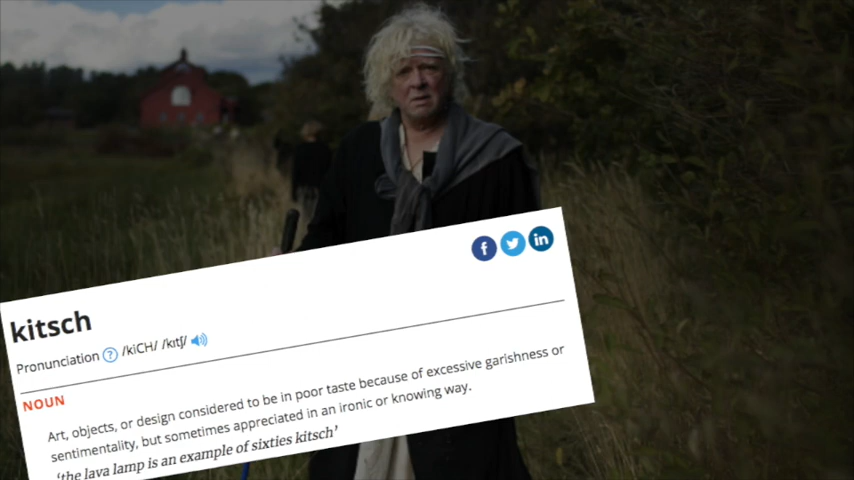 kitsch
Pronunciation ? /kiCH/ /kɪtʃ/
NOUN
Art, objects, or design considered to be in poor taste because of excessive garishness or
sentimentality, but sometimes appreciated in an ironic or knowing way.
‘the lava lamp is an example of sixties kitsch’
f
in